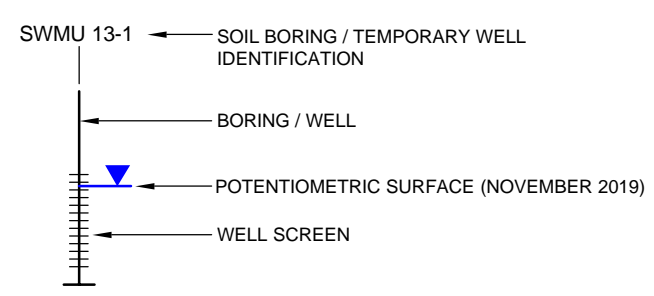 SWMU 13-1
SOIL BORING / TEMPORARY WELL
IDENTIFICATION
BORING / WELL
POTENTIOMETRIC SURFACE (NOVEMBER 2019)
WELL SCREEN